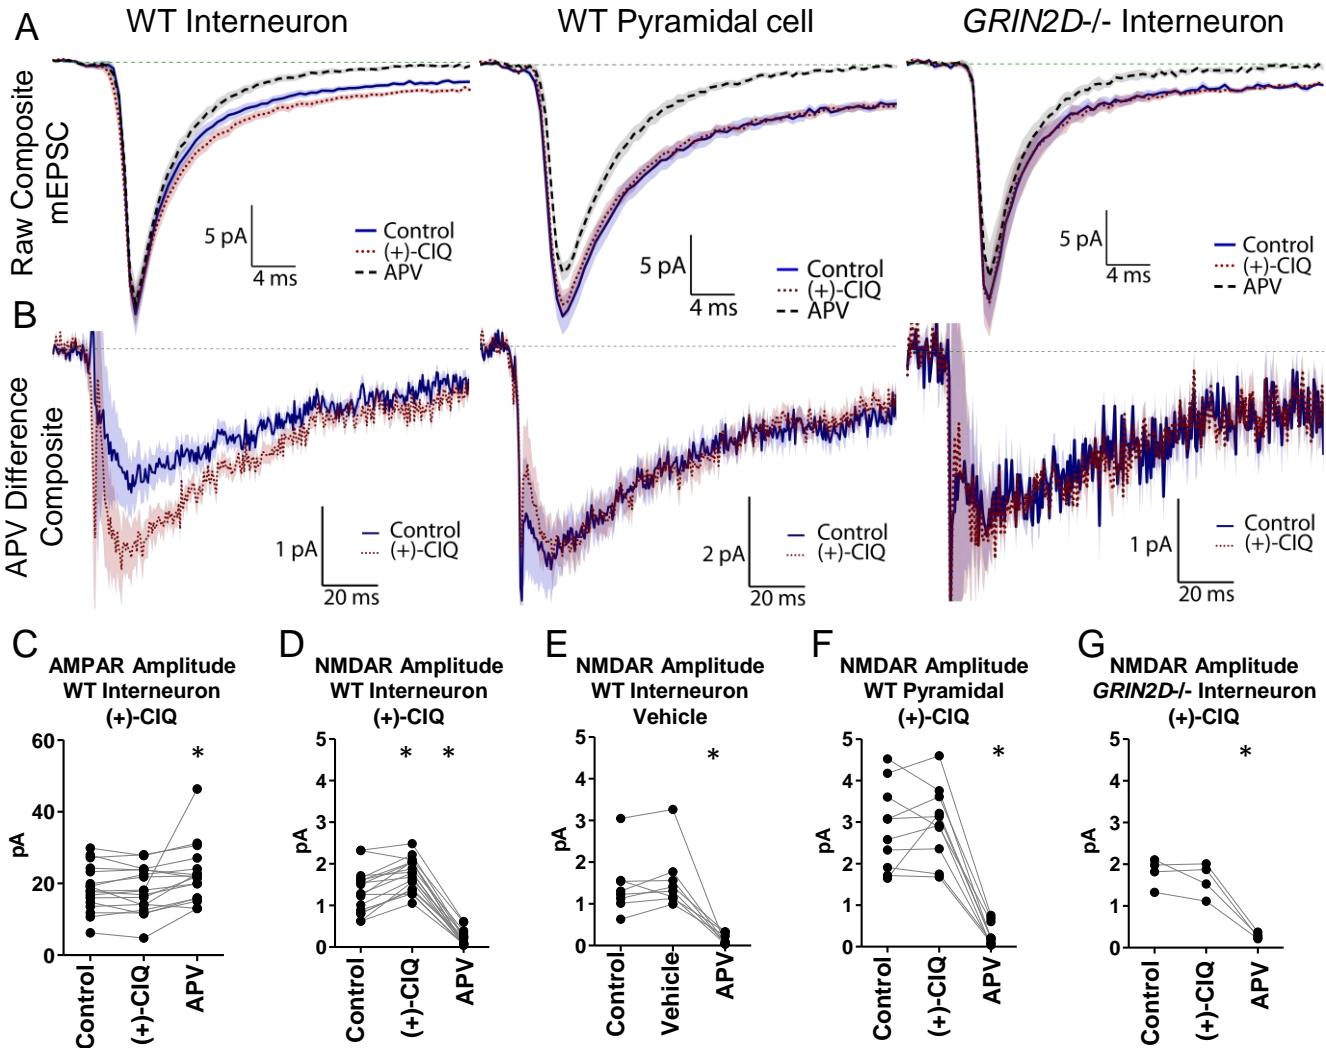 A
WT Interneuron
WT Pyramidal cell
GRIN2D-/- Interneuron
Raw Composite
mEPSC
5 pA
4 ms
Control
(+)-CIQ
APV
5 pA
4 ms
Control
(+)-CIQ
APV
5 pA
4 ms
Control
(+)-CIQ
APV
B
APV Difference
Composite
1 pA
20 ms
Control
(+)-CIQ
2 pA
20 ms
Control
(+)-CIQ
1 pA
20 ms
Control
(+)-CIQ
C
AMPAR Amplitude
WT Interneuron
(+)-CIQ
*
pA
60
40
20
0
Control
(+)-CIQ
APV
D
NMDAR Amplitude
WT Interneuron
(+)-CIQ
* *
pA
5
4
3
2
1
0
Control
(+)-CIQ
APV
E
NMDAR Amplitude
WT Interneuron
Vehicle
*
pA
5
4
3
2
1
0
Control
Vehicle
APV
F
NMDAR Amplitude
WT Pyramidal
(+)-CIQ
*
pA
5
4
3
2
1
0
Control
(+)-CIQ
APV
G
NMDAR Amplitude
GRIN2D-/- Interneuron
(+)-CIQ
*
pA
5
4
3
2
1
0
Control
(+)-CIQ
APV